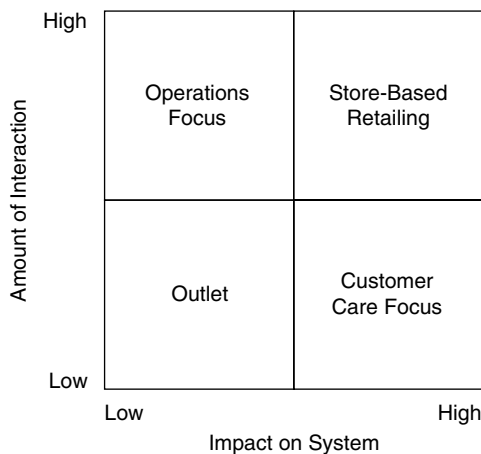 High
Operations
Focus
Store-Based
Retailing
Amount of Interaction
Outlet
Customer
Care Focus
Low
Low
High
Impact on System